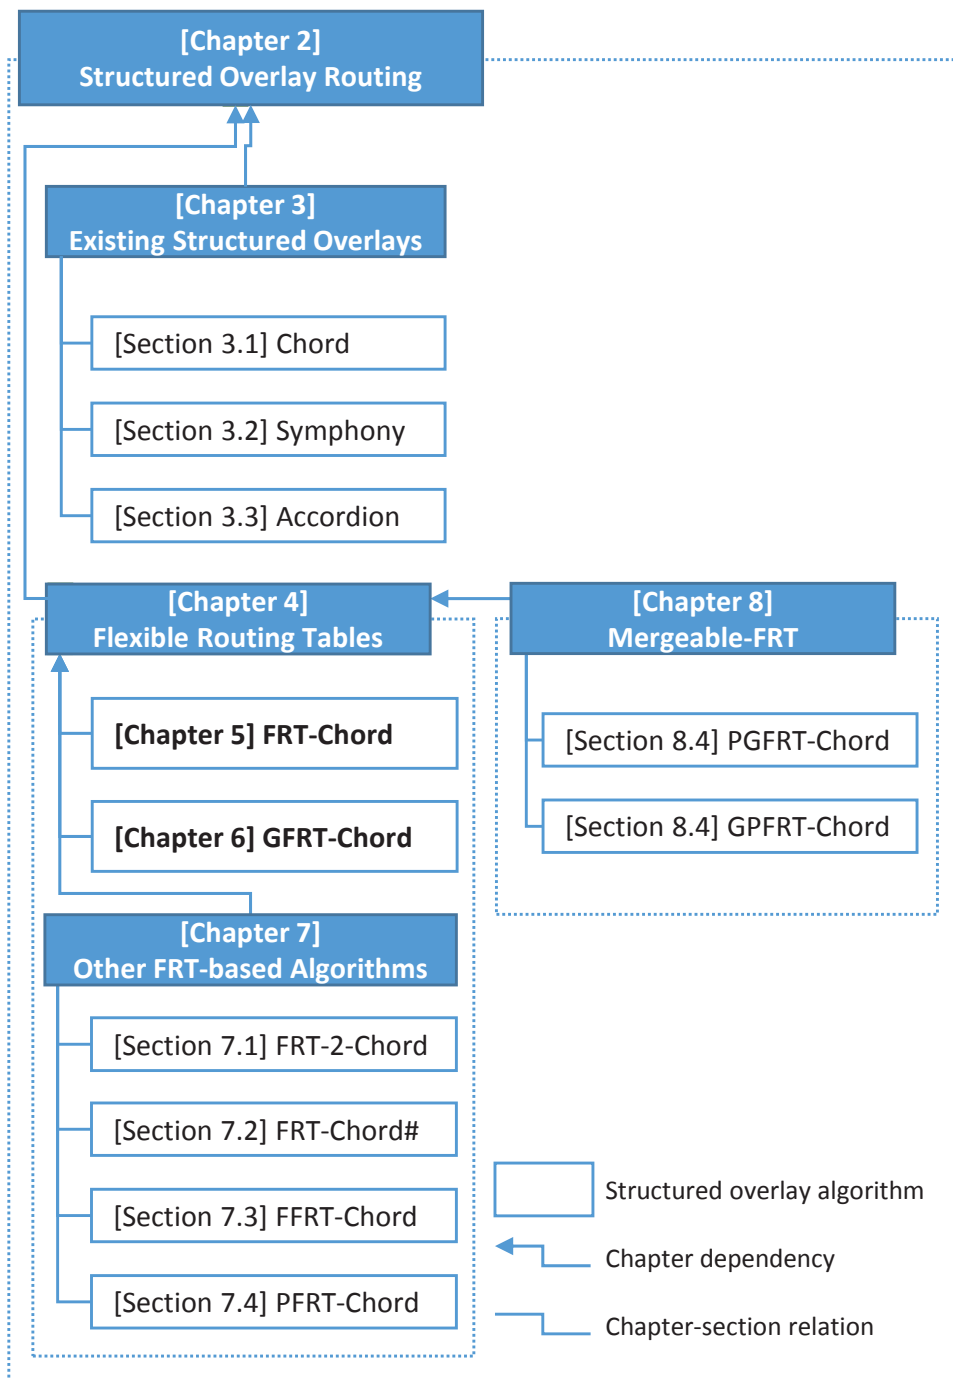 [Chapter 2]
Structured Overlay Routing
[Chapter 3]
Existing Structured Overlays
[Section 3.1] Chord
[Section 3.2] Symphony
[Section 3.3] Accordion
[Chapter 4]
Flexible Routing Tables
[Chapter 8]
Mergeable-FRT
[Chapter 5] FRT-Chord
[Section 8.4] PGFRT-Chord
[Chapter 6] GFRT-Chord
[Section 8.4] GPFRT-Chord
[Chapter 7]
Other FRT-based Algorithms
[Section 7.1] FRT-2-Chord
[Section 7.2] FRT-Chord#
[Section 7.3] FFRT-Chord
[Section 7.4] PFRT-Chord
Structured overlay algorithm
Chapter dependency
Chapter-section relation